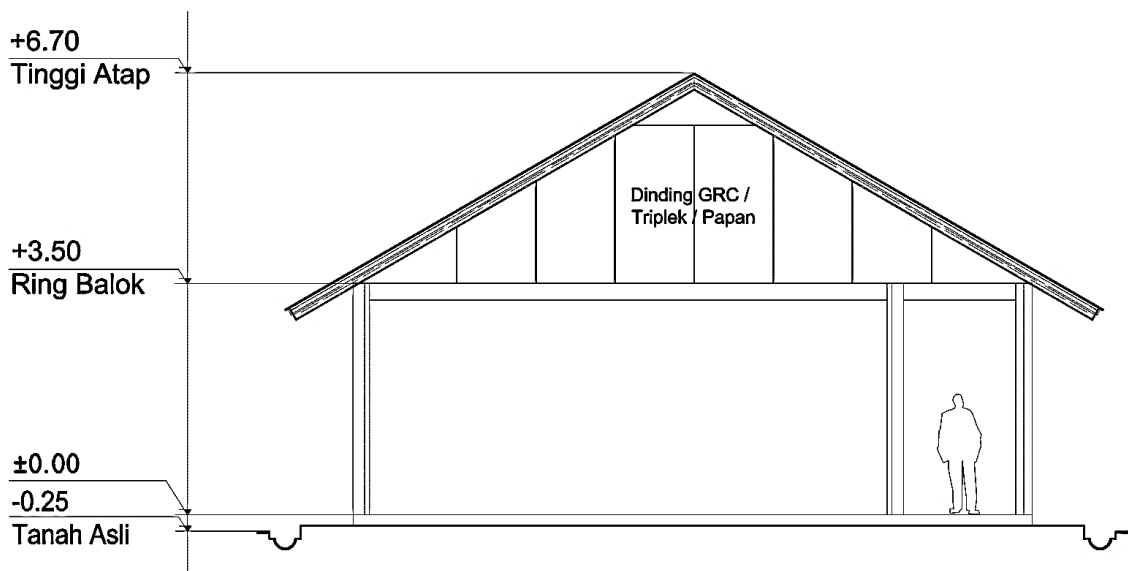 +6.70
Tinggi Atap
Dinding GRC /
Triplek / Papan
+3.50
Ring Balok
±0.00
-0.25
Tanah Asli